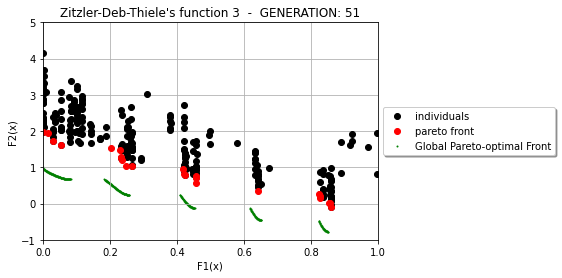 Zitzler-Deb-Thiele's function 3 - GENERATION: 51
5
4
3
2
1
0
−1
F2(x)
0.0 0.2 0.4 0.6 0.8 1.0
F1(x)
individuals
pareto front
Global Pareto-optimal Front